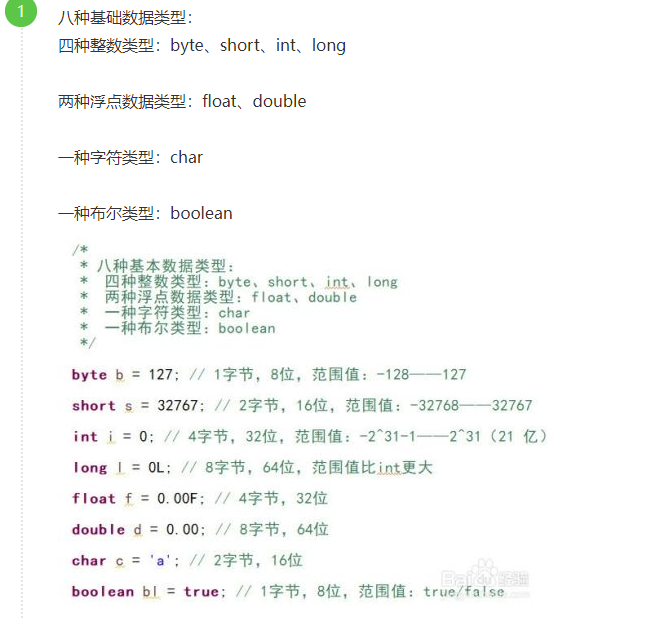 1
八种基础数据类型:
四种整数类型：byte、short、int、long
两种浮点数据类型：float、double
一种字符类型：char
一种布尔类型：boolean
/*
* 八种基本数据类型：
* 四种整数类型：byte、short、int、long
* 两种浮点数据类型：float、double
* 一种字符类型：char
* 一种布尔类型：boolean
*/
byte b = 127; // 1字节，8位，范围值：-128——127
short s = 32767; // 2字节，16位，范围值：-32768——32767
int i = 0; // 4字节，32位，范围值：-2^31-1——2^31（21 亿）
long l = 0L; // 8字节，64位，范围值比int更大
float f = 0.00F; // 4字节，32位
double d = 0.00; // 8字节，64位
char c = 'a'; // 2字节，16位
boolean bl = true; // 1字节，8位，范围值：true/false
Baidu 经验